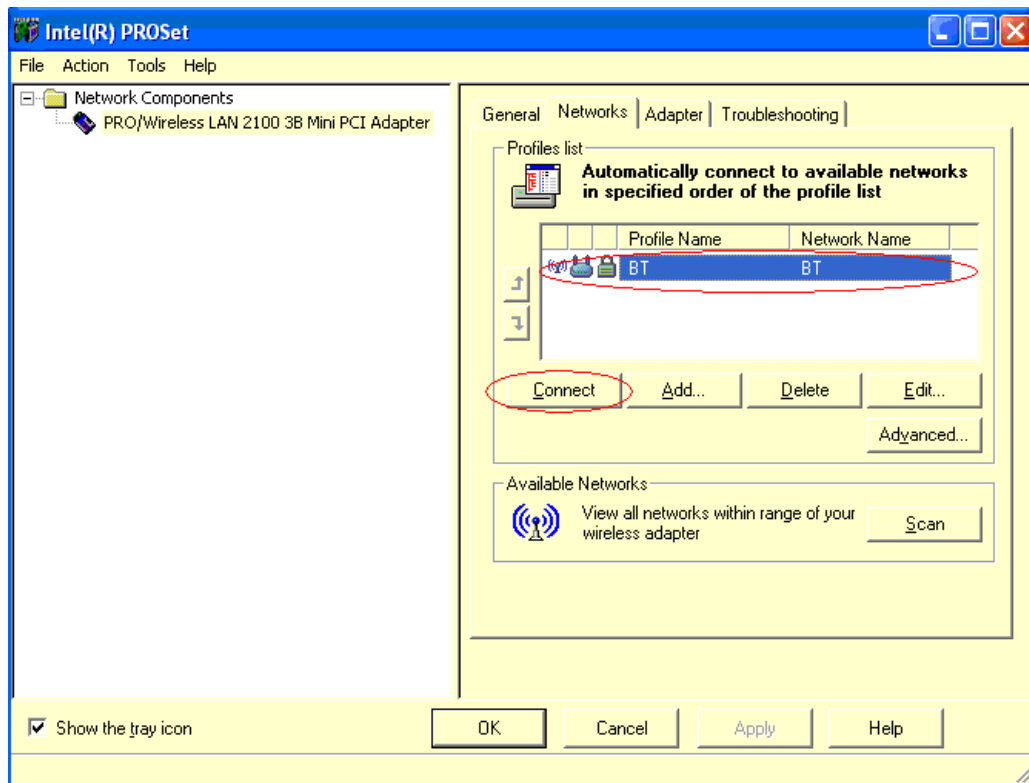 Intel(R) PROSet
File Action Tools Help
Network Components
PRO/Wireless LAN 2100 3B Mini PCI Adapter
General Networks Adapter Troubleshooting
Profiles list
Automatically connect to available networks
in specified order of the profile list
Profile Name Network Name
BT BT
Connect Add... Delete Edit...
Advanced...
Available Networks
View all networks within range of your
wireless adapter
Scan
Show the tray icon
OK Cancel Apply Help